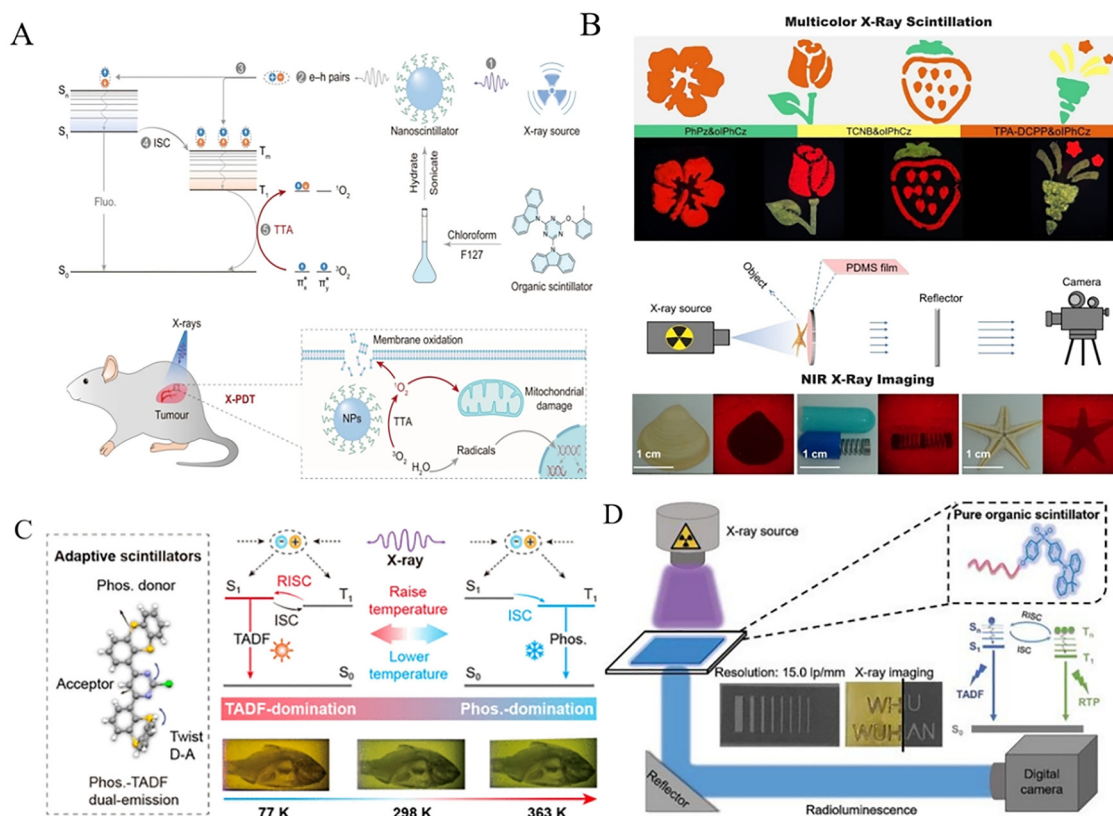 A
Sn
S1
Fluo.
S0
3
2 e–h pairs
1
Nanoscintillator
X-ray source
4 ISC
Tm
T1
5 TTA
¹O₂
³O₂
π*x
π*y
Hydrate
Sonicate
Chloroform
F127
Organic scintillator
X-rays
Tumour
X-PDT
Membrane oxidation
¹O₂
Mitochondrial
damage
NPs
TTA
³O₂
H₂O
Radicals
B
Multicolor X-Ray Scintillation
PhPz&olPhCz
TCNB&olPhCz
TPA-DCPP&olPhCz
Object
PDMS film
X-ray source
Reflector
Camera
NIR X-Ray Imaging
1 cm
1 cm
1 cm
C
Adaptive scintillators
Phos. donor
Acceptor
Twist
D-A
Phos.-TADF
dual-emission
X-ray
S1
RISC
ISC
T1
TADF
S0
Raise
temperature
Lower
temperature
S1
ISC
T1
Phos.
S0
TADF-domination
Phos.-domination
77 K
298 K
363 K
D
X-ray source
Pure organic scintillator
Resolution: 15.0 lp/mm
X-ray imaging
WHU
WUHAN
Sn
S1
RISC
ISC
Tn
T1
TADF
RTP
S0
Reflector
Radioluminescence
Digital
camera